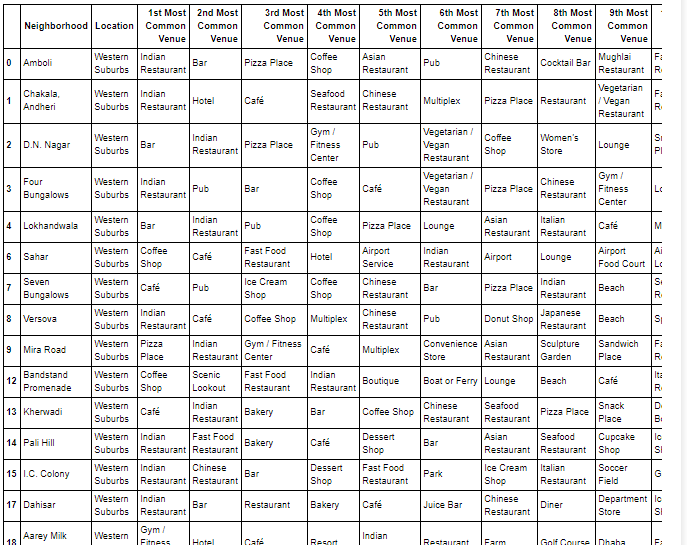 Neighborhood Location 1st Most Common Venue 2nd Most Common Venue 3rd Most Common Venue 4th Most Common Venue 5th Most Common Venue 6th Most Common Venue 7th Most Common Venue 8th Most Common Venue 9th Most Common Venue
0 Amboli Western Suburbs Indian Restaurant Bar Pizza Place Coffee Shop Asian Restaurant Pub Chinese Restaurant Cocktail Bar Mughlai Restaurant
1 Chakala, Andheri Western Suburbs Indian Restaurant Hotel Café Seafood Restaurant Chinese Restaurant Multiplex Pizza Place Restaurant Vegetarian / Vegan Restaurant
2 D.N. Nagar Western Suburbs Bar Indian Restaurant Pizza Place Gym / Fitness Center Pub Vegetarian / Vegan Restaurant Coffee Shop Women's Store Lounge
3 Four Bungalows Western Suburbs Indian Restaurant Pub Bar Coffee Shop Café Vegetarian / Vegan Restaurant Pizza Place Chinese Restaurant Gym / Fitness Center
4 Lokhandwala Western Suburbs Bar Indian Restaurant Pub Coffee Shop Pizza Place Lounge Asian Restaurant Italian Restaurant Café
6 Sahar Western Suburbs Coffee Shop Café Fast Food Restaurant Hotel Airport Service Indian Restaurant Airport Lounge Airport Food Court
7 Seven Bungalows Western Suburbs Café Pub Ice Cream Shop Coffee Shop Chinese Restaurant Bar Pizza Place Indian Restaurant Beach
8 Versova Western Suburbs Indian Restaurant Café Coffee Shop Multiplex Chinese Restaurant Pub Donut Shop Japanese Restaurant Beach
9 Mira Road Western Suburbs Pizza Place Indian Restaurant Gym / Fitness Center Café Multiplex Convenience Store Asian Restaurant Sculpture Garden Sandwich Place
12 Bandstand Promenade Western Suburbs Coffee Shop Scenic Lookout Fast Food Restaurant Indian Restaurant Boutique Boat or Ferry Lounge Beach Café
13 Kherwadi Western Suburbs Café Indian Restaurant Bakery Bar Coffee Shop Chinese Restaurant Seafood Restaurant Pizza Place Snack Place
14 Pali Hill Western Suburbs Indian Restaurant Fast Food Restaurant Bakery Café Dessert Shop Bar Asian Restaurant Seafood Restaurant Cupcake Shop
15 I.C. Colony Western Suburbs Indian Restaurant Chinese Restaurant Bar Dessert Shop Fast Food Restaurant Park Ice Cream Shop Italian Restaurant Soccer Field
17 Dahisar Western Suburbs Indian Restaurant Bar Restaurant Bakery Café Juice Bar Chinese Restaurant Diner Department Store
18 Aarey Milk Western Gym / Fitness Hotel Café Resort Indian Restaurant Farm Golf Course Dhaba